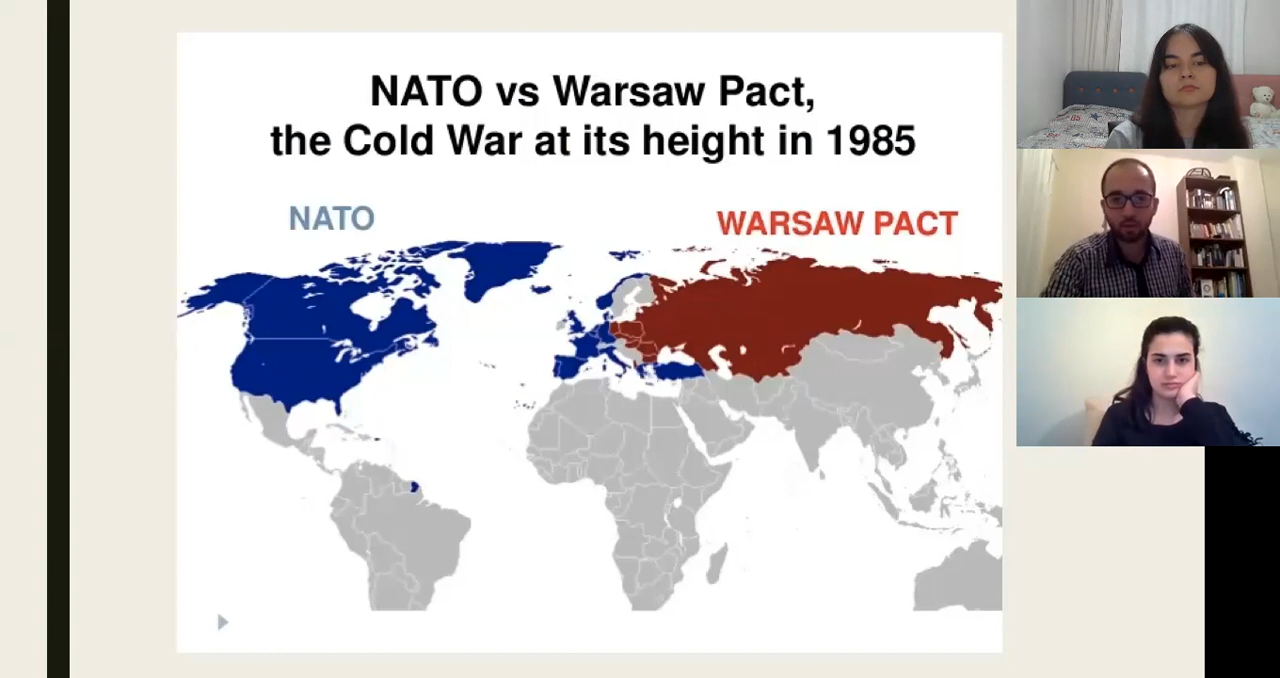 NATO vs Warsaw Pact,
the Cold War at its height in 1985
NATO
WARSAW PACT